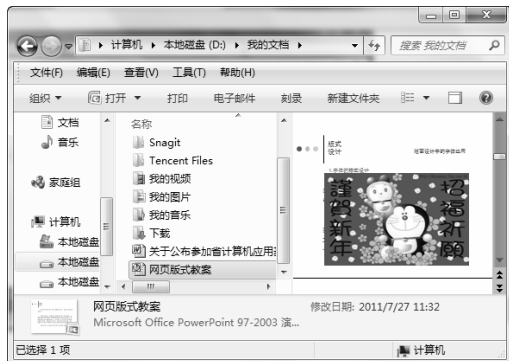 计算机 本地磁盘 (D:) 我的文档 搜索 我的文档
文件(F) 编辑(E) 查看(V) 工具(T) 帮助(H)
组织 打开 打印 电子邮件 刻录 新建文件夹
文档
音乐
家庭组
计算机
本地磁盘
本地磁盘
本地磁盘
名称
Snagit
Tencent Files
我的视频
我的图片
我的音乐
下载
关于公布参加省计算机应用
网页版式教案
版式
设计
谨贺新年
招福祈願
网页版式教案 修改日期: 2011/7/27 11:32
Microsoft Office PowerPoint 97-2003 演...
已选择 1 项 计算机